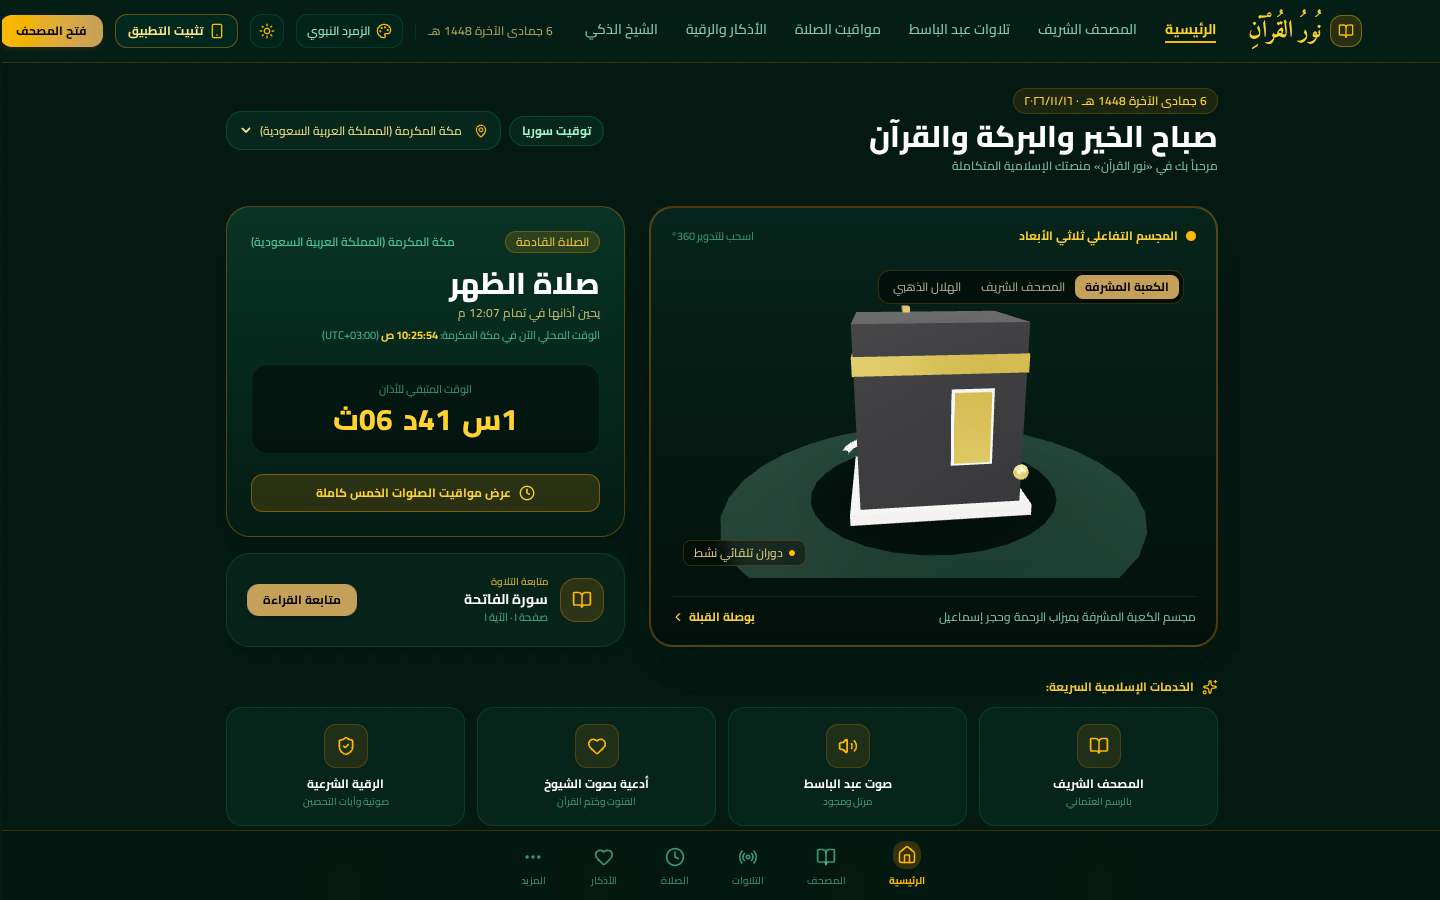 نُورُ القُرْآنِ
الرئيسية
المصحف الشريف
تلاوات عبد الباسط
مواقيت الصلاة
الأذكار والرقية
الشيخ الذكي
6 جمادى الآخرة 1448 هـ
الزمرد النبوي
تثبيت التطبيق
فتح المصحف
6 جمادى الآخرة 1448 هـ · ٢٠٢٦/١١/١٦
صباح الخير والبركة والقرآن
مرحباً بك في «نور القرآن» منصتك الإسلامية المتكاملة
توقيت سوريا
مكة المكرمة (المملكة العربية السعودية)
المجسم التفاعلي ثلاثي الأبعاد
اسحب للتدوير 360°
الكعبة المشرفة
المصحف الشريف
الهلال الذهبي
دوران تلقائي نشط
مجسم الكعبة المشرفة بميزاب الرحمة وحجر إسماعيل
بوصلة القبلة
الصلاة القادمة
مكة المكرمة (المملكة العربية السعودية)
صلاة الظهر
يحين أذانها في تمام 12:07 م
الوقت المحلي الآن في مكة المكرمة: 10:25:54 ص (UTC+03:00)
الوقت المتبقي للأذان
1س 41د 06ث
عرض مواقيت الصلوات الخمس كاملة
متابعة التلاوة
سورة الفاتحة
صفحة ١ · الآية ١
متابعة القراءة
الخدمات الإسلامية السريعة:
المصحف الشريف
بالرسم العثماني
صوت عبد الباسط
مرتل ومجود
أدعية بصوت الشيوخ
القنوت وختم القرآن
الرقية الشرعية
صوتية وآيات التحصين
الرئيسية
المصحف
التلاوات
الصلاة
الأذكار
المزيد